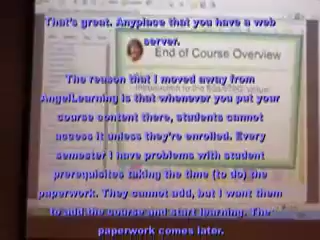 That's great. Anyplace that you have a web
server.
End of Course Overview
The reason that I moved away from
AngelLearning is that whenever you put your
course content there, students cannot
access it unless they're enrolled. Every
semester I have problems with student
prerequisites taking the time (to do) the
paperwork. They cannot add, but I want them
to add the course and start learning. The
paperwork comes later.